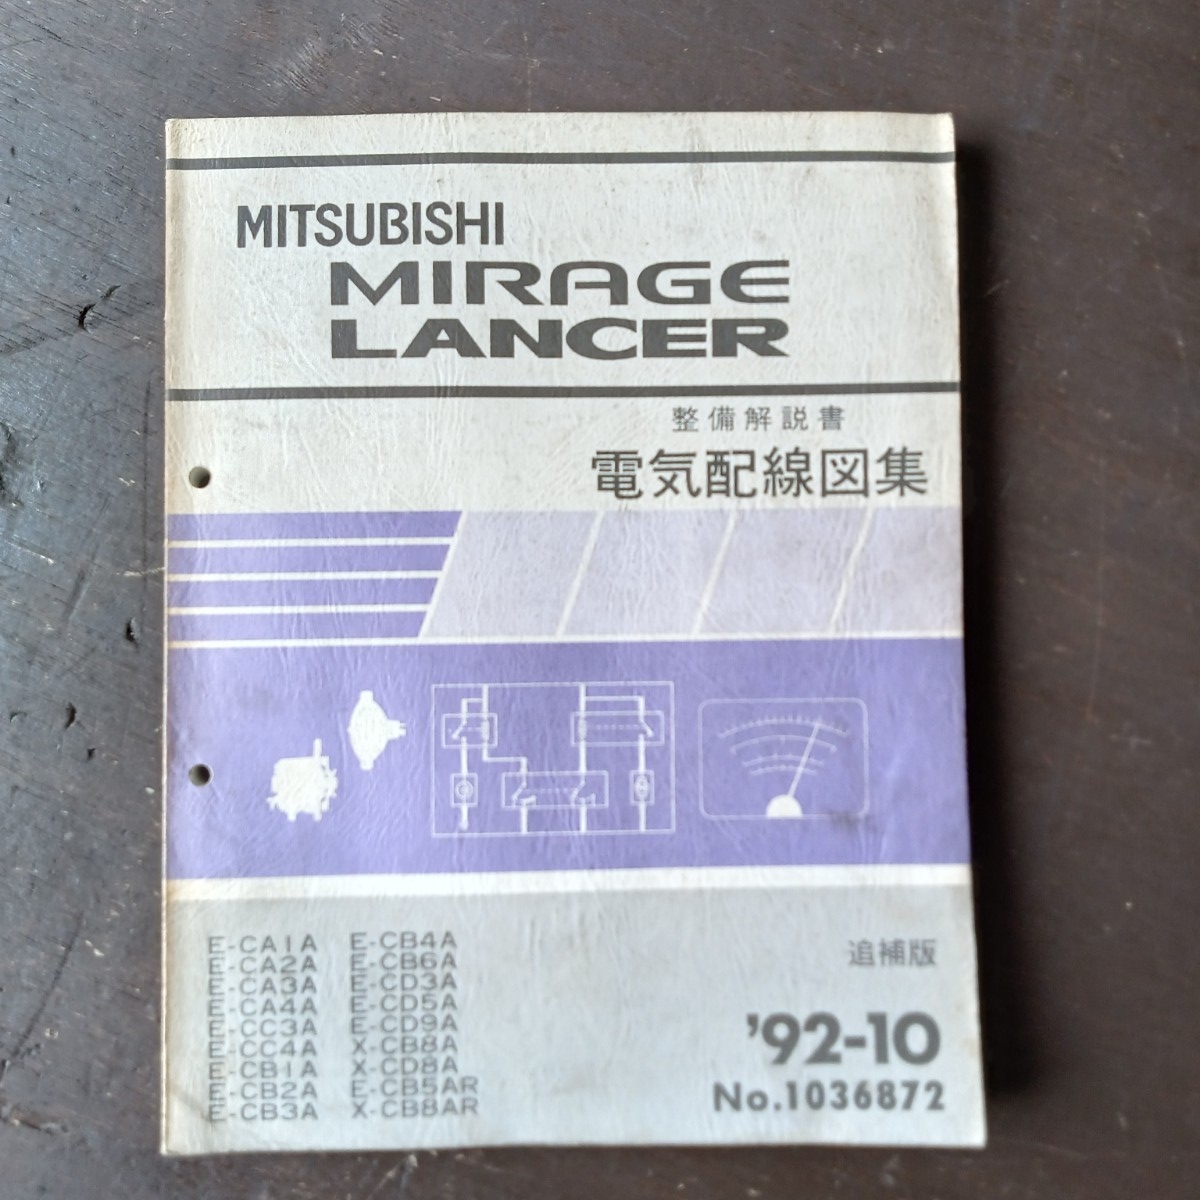 MITSUBISHI
MIRAGE
LANCER
整備解説書
電気配線図集
E-CA1A
E-CA2A
E-CA3A
E-CA4A
E-CC3A
E-CC4A
E-CB1A
E-CB2A
E-CB3A
E-CB4A
E-CB6A
E-CD3A
E-CD5A
E-CD9A
X-CB8A
X-CD8A
E-CB5AR
X-CB8AR
追補版
’92-10
No.1036872